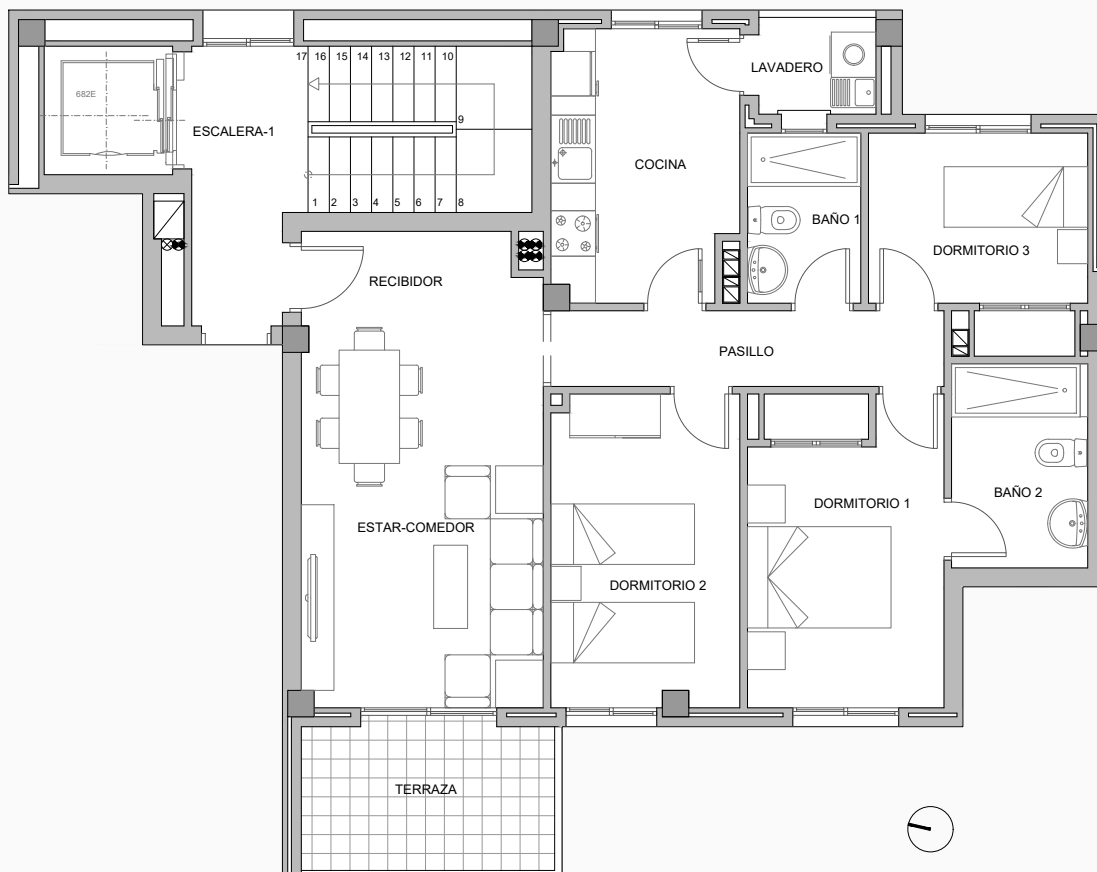 17 16 15 14 13 12 11 10
LAVADERO
682E
9
ESCALERA-1
COCINA
1 2 3 4 5 6 7 8
BAÑO 1
DORMITORIO 3
RECIBIDOR
PASILLO
BAÑO 2
DORMITORIO 1
ESTAR-COMEDOR
DORMITORIO 2
TERRAZA